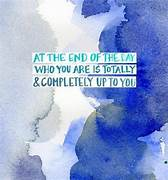 AT THE END OF THE DAY
WHO YOU ARE IS TOTALLY
& COMPLETELY UP TO YOU